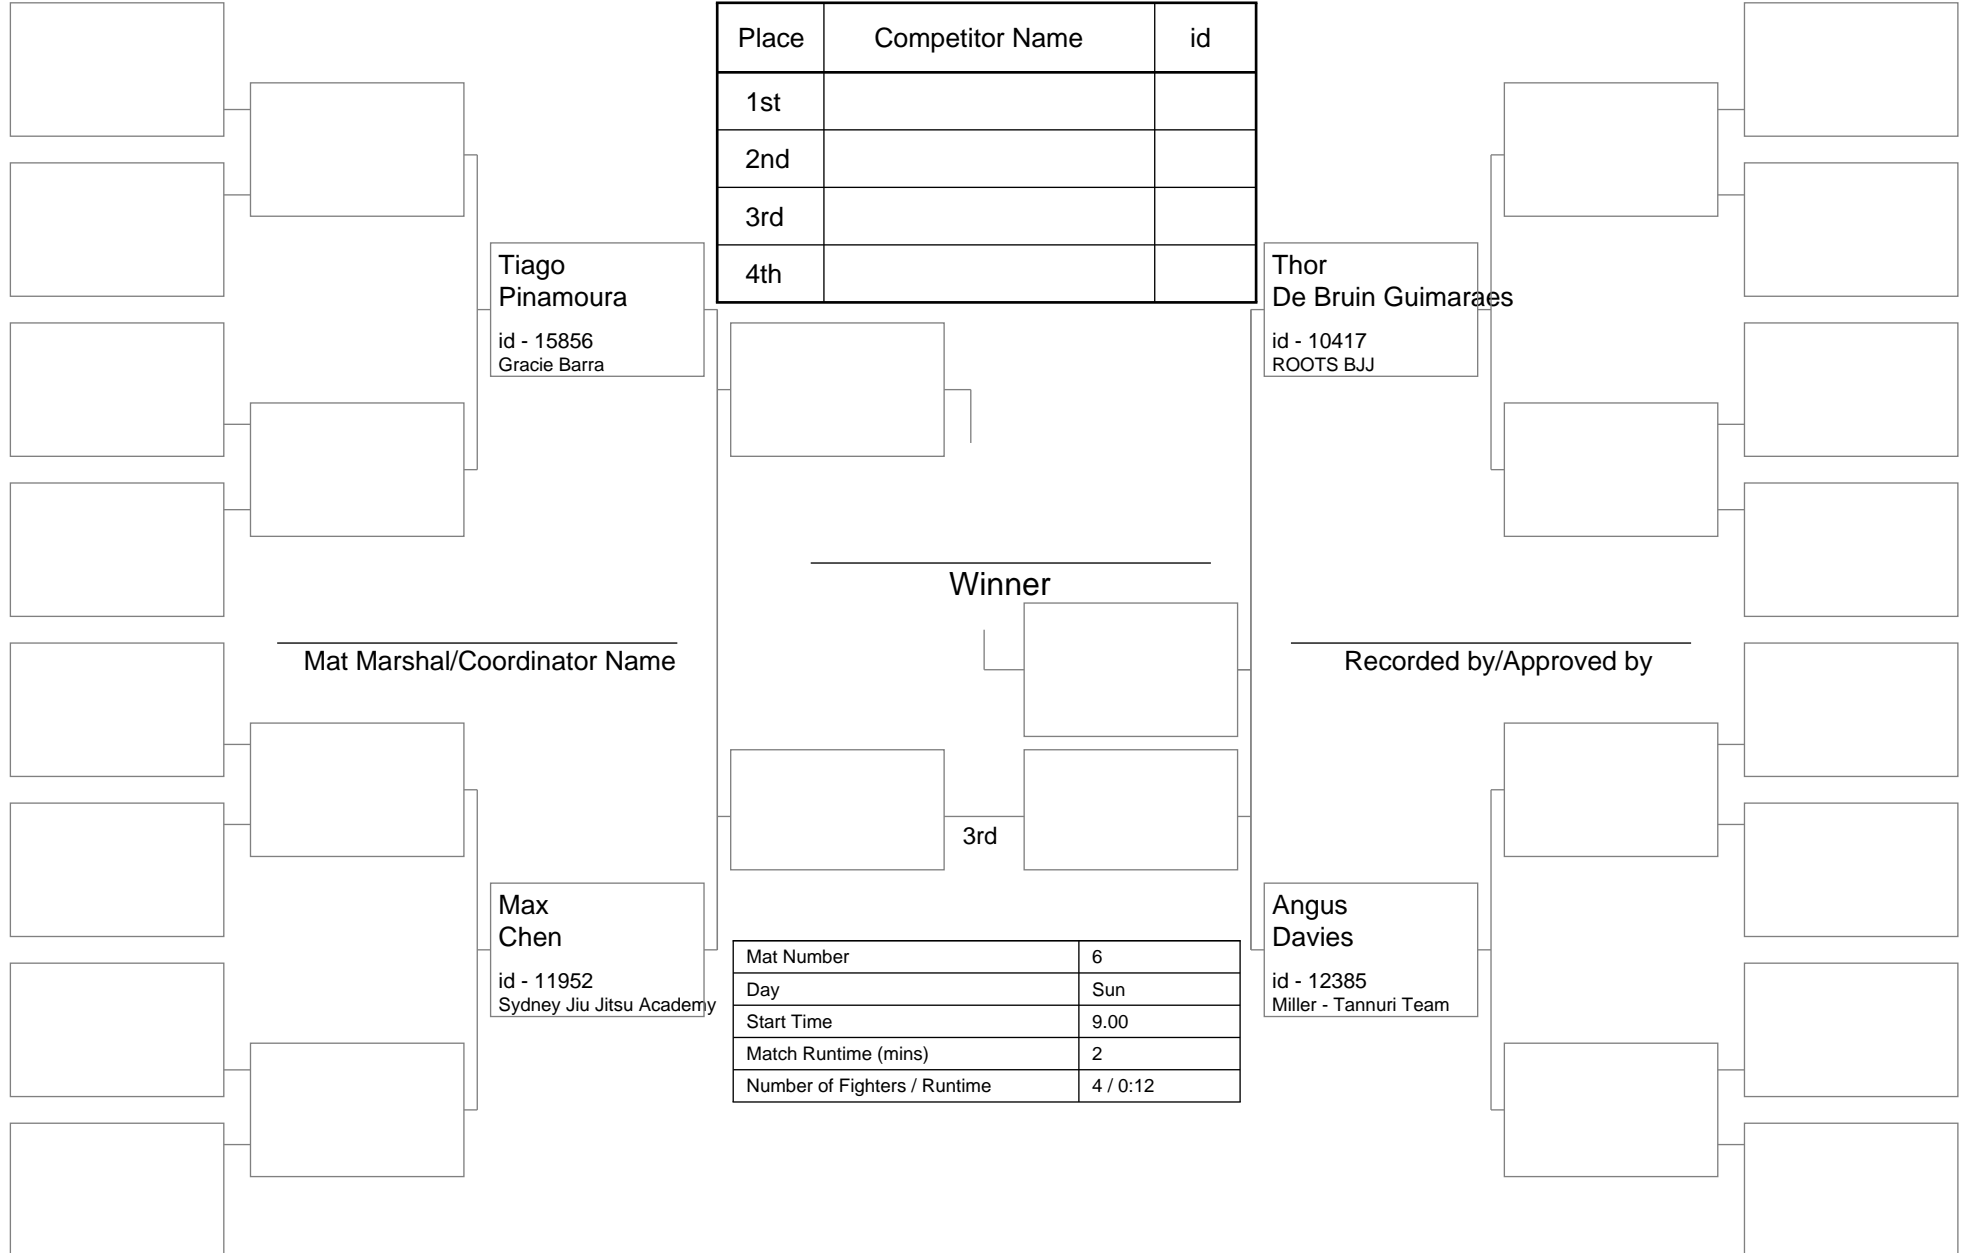 Place Competitor Name id
1st
2nd
3rd
4th
Tiago
Pinamoura
id - 15856
Gracie Barra
Thor
De Bruin Guimaraes
id - 10417
ROOTS BJJ
Winner
Mat Marshal/Coordinator Name
Recorded by/Approved by
3rd
Max
Chen
id - 11952
Sydney Jiu Jitsu Academy
Angus
Davies
id - 12385
Miller - Tannuri Team
Mat Number 6
Day Sun
Start Time 9.00
Match Runtime (mins) 2
Number of Fighters / Runtime 4 / 0:12